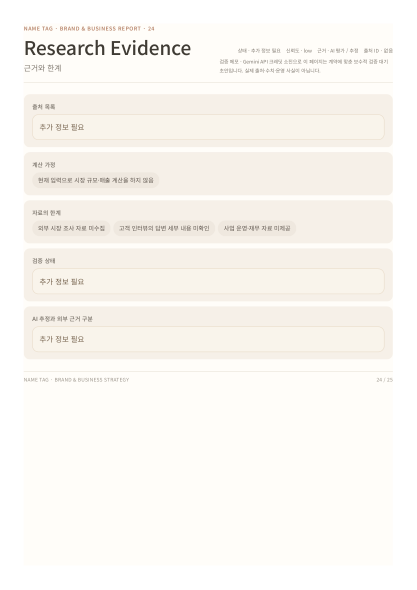 NAME TAG · BRAND & BUSINESS REPORT · 24
Research Evidence
근거와 한계
상태 · 추가 정보 필요 신뢰도 · low 근거 · AI 평가 / 추정 출처 ID · 없음
검증 메모 · Gemini API 크레딧 소진으로 이 페이지는 계약에 맞춘 보수적 검증 대기
초안입니다. 실제 출처·수치·운영 사실이 아닙니다.
출처 목록
추가 정보 필요
계산 가정
현재 입력으로 시장 규모·매출 계산을 하지 않음
자료의 한계
외부 시장 조사 자료 미수집
고객 인터뷰의 답변 세부 내용 미확인
사업 운영·재무 자료 미제공
검증 상태
추가 정보 필요
AI 추정과 외부 근거 구분
추가 정보 필요
NAME TAG · BRAND & BUSINESS STRATEGY